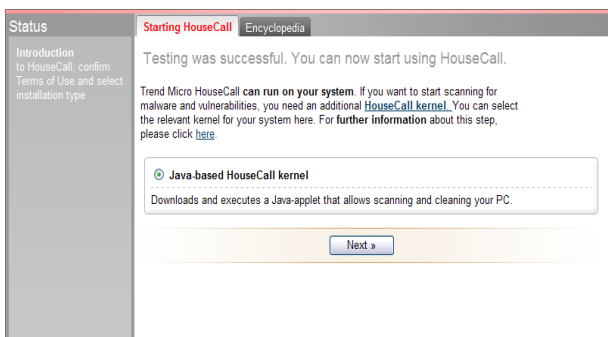 Status
Introduction
to HouseCall, confirm
Terms of Use and select
installation type
Starting HouseCall
Encyclopedia
Testing was successful. You can now start using HouseCall.
Trend Micro HouseCall can run on your system. If you want to start scanning for
malware and vulnerabilities, you need an additional HouseCall kernel. You can select
the relevant kernel for your system here. For further information about this step,
please click here.
Java-based HouseCall kernel
Downloads and executes a Java-applet that allows scanning and cleaning your PC.
Next »